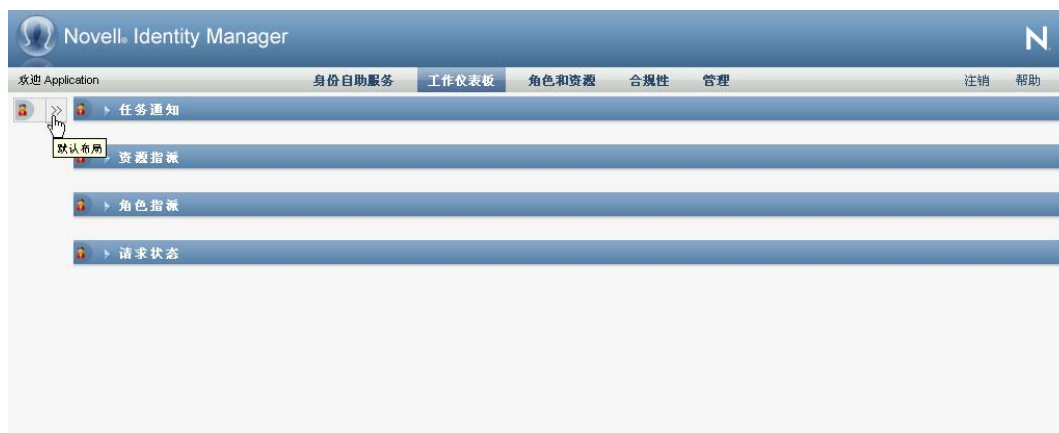 Novell® Identity Manager
N
欢迎 Application 身份自助服务 工作仪表板 角色和资源 合规性 管理 注销 帮助
任务通知
默认布局
资源指派
角色指派
请求状态